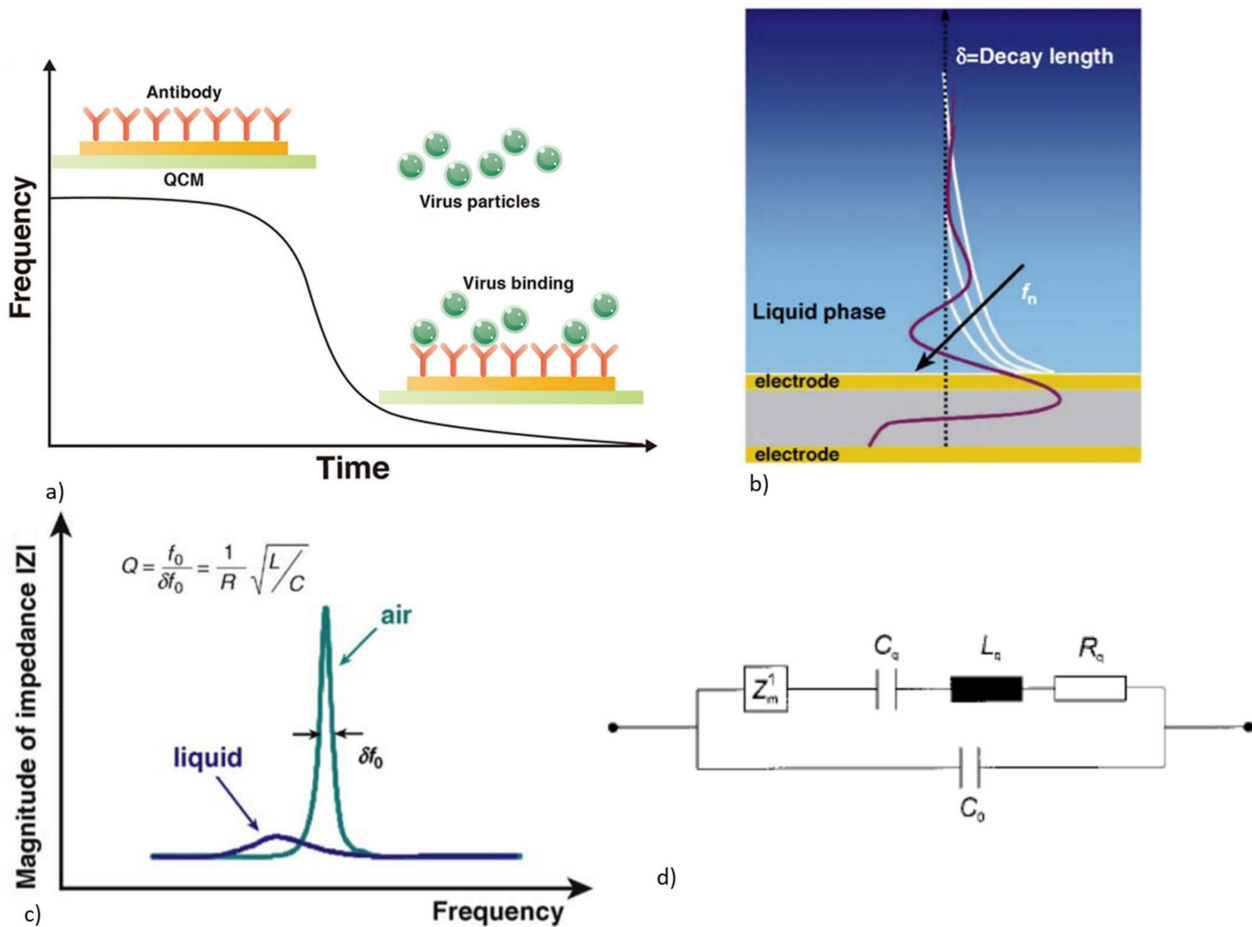 Antibody
QCM
Virus particles
Virus binding
Frequency
Time
a)
δ=Decay length
fn
Liquid phase
electrode
electrode
b)
Q = f0/δf0 = 1/R √L/C
air
δf0
liquid
Magnitude of impedance |Z|
Frequency
c)
Cq Lq Rq
Z1m
C0
d)